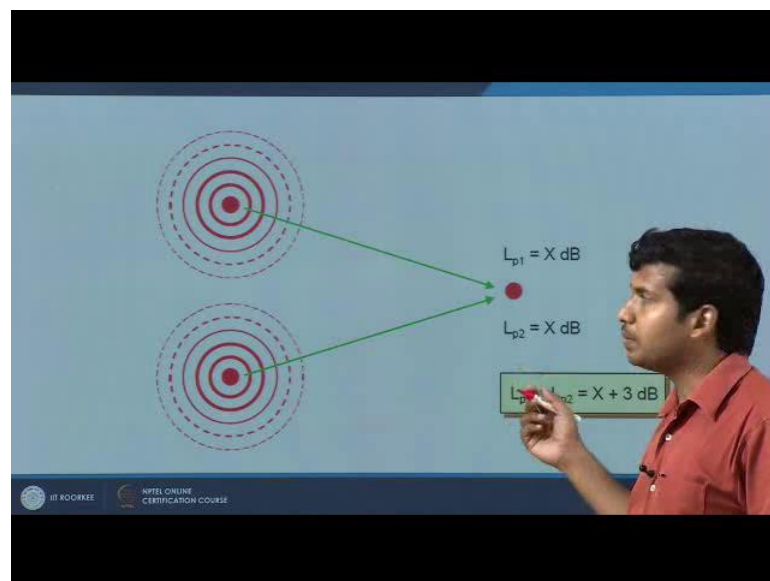 Lp1 = X dB
Lp2 = X dB
Lp2 = X + 3 dB
IIT ROORKEE
NPTEL ONLINE
CERTIFICATION COURSE